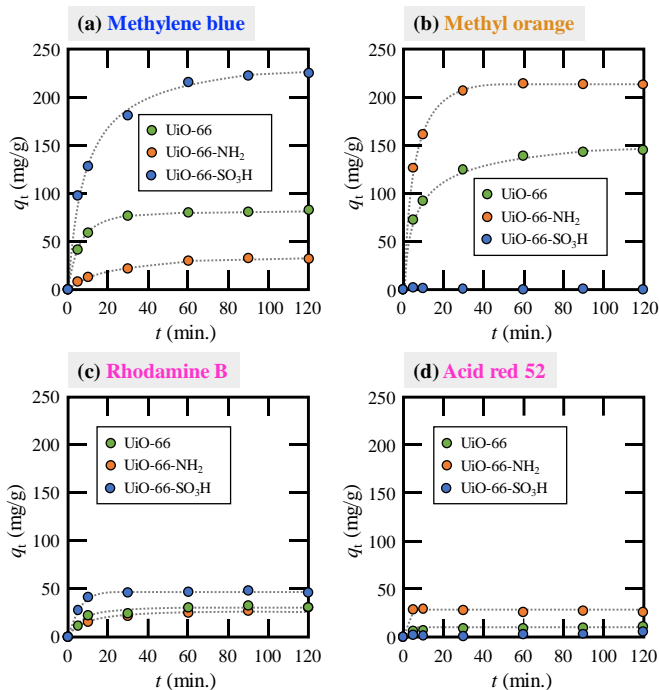 (a) Methylene blue
250
200
150
100
50
0
qt (mg/g)
UiO-66
UiO-66-NH2
UiO-66-SO3H
0 20 40 60 80 100 120
t (min.)
(b) Methyl orange
250
200
150
100
50
0
qt (mg/g)
UiO-66
UiO-66-NH2
UiO-66-SO3H
0 20 40 60 80 100 120
t (min.)
(c) Rhodamine B
250
200
150
100
50
0
qt (mg/g)
UiO-66
UiO-66-NH2
UiO-66-SO3H
0 20 40 60 80 100 120
t (min.)
(d) Acid red 52
250
200
150
100
50
0
qt (mg/g)
UiO-66
UiO-66-NH2
UiO-66-SO3H
0 20 40 60 80 100 120
t (min.)